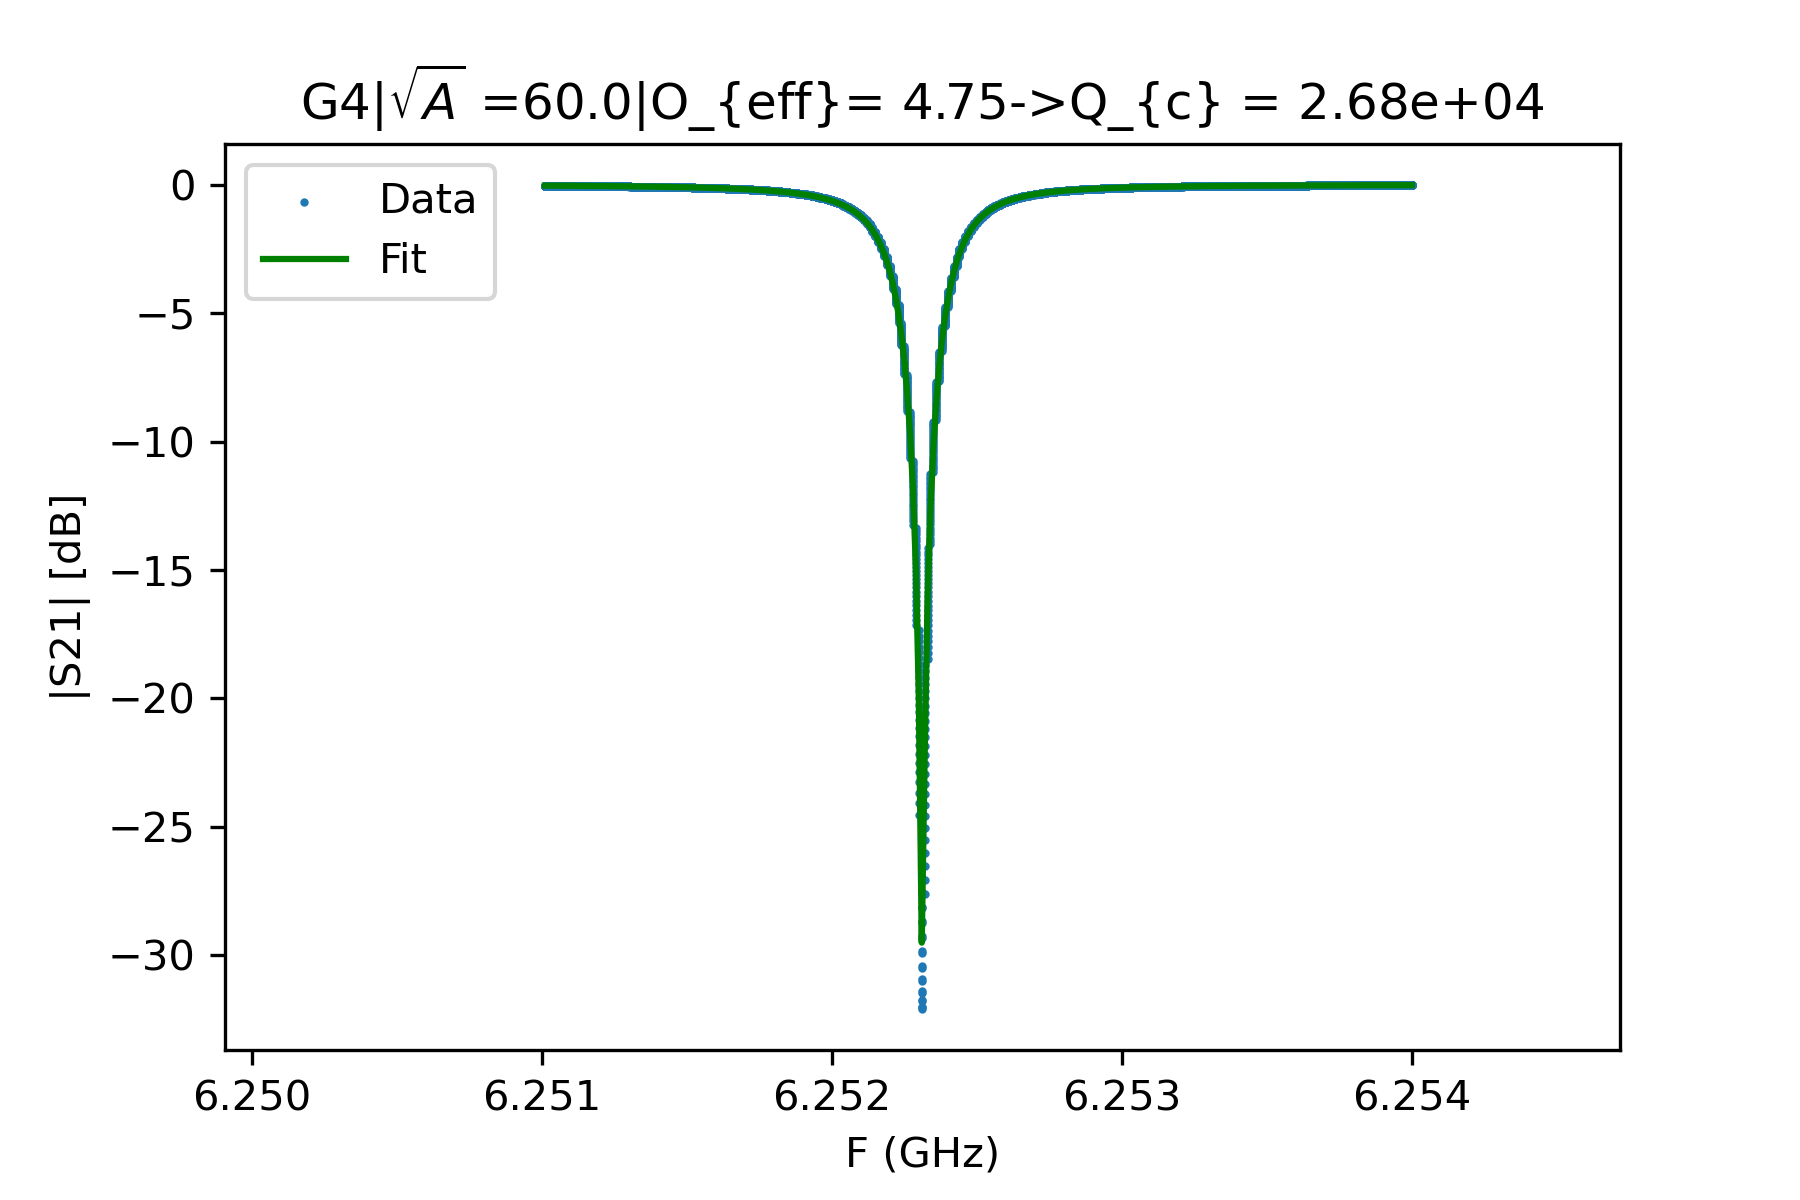 G4|√A =60.0|O_{eff}= 4.75->Q_{c} = 2.68e+04
Data
Fit
0
−5
−10
−15
−20
−25
−30
|S21| [dB]
6.250 6.251 6.252 6.253 6.254
F (GHz)